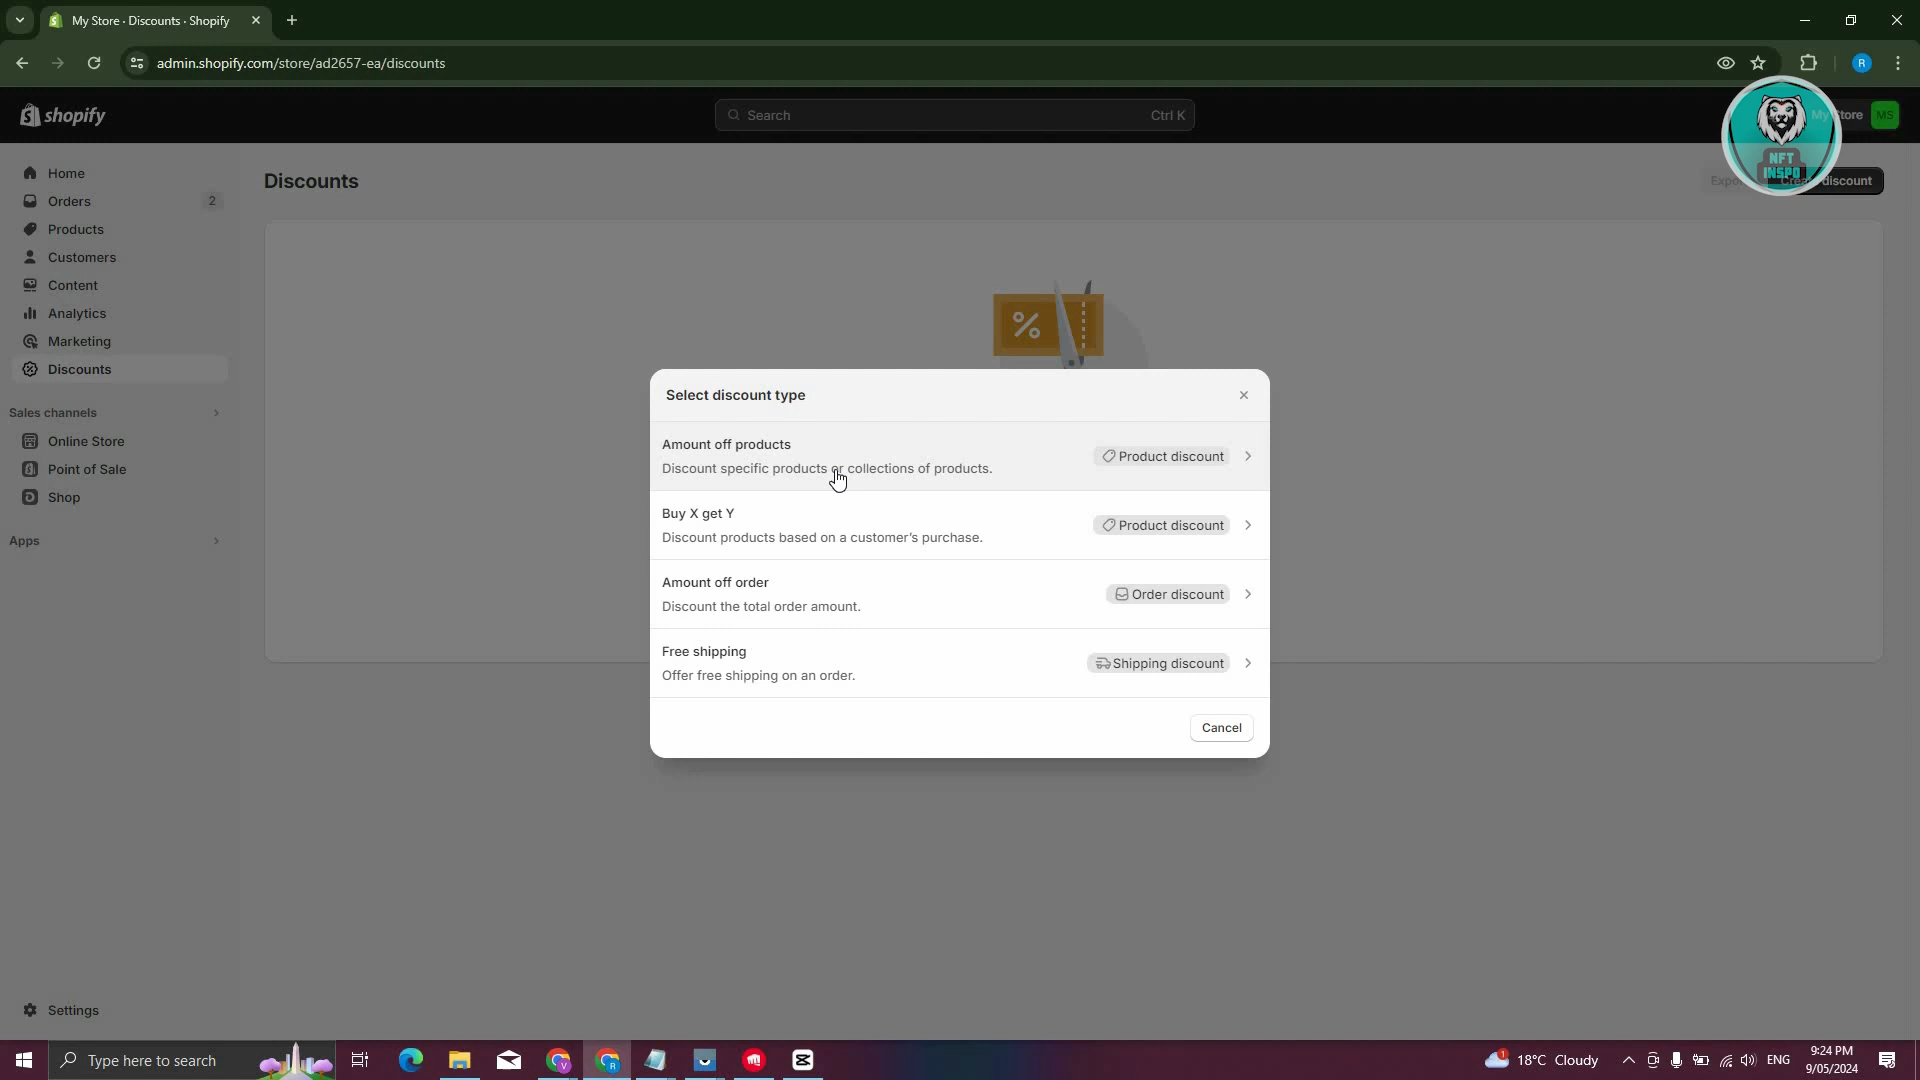 My Store · Discounts · Shopify
admin.shopify.com/store/ad2657-ea/discounts
R
shopify
Search
Ctrl K
My Store
MS
NFT
INSPO
Home
Orders
2
Products
Customers
Content
Analytics
Marketing
Discounts
Sales channels
Online Store
Point of Sale
Shop
Apps
Settings
Discounts
discount
%
Select discount type
Amount off products
Discount specific products or collections of products.
Product discount
Buy X get Y
Discount products based on a customer's purchase.
Product discount
Amount off order
Discount the total order amount.
Order discount
Free shipping
Offer free shipping on an order.
Shipping discount
Cancel
Type here to search
V
R
1
18°C Cloudy
ENG
9:24 PM
9/05/2024